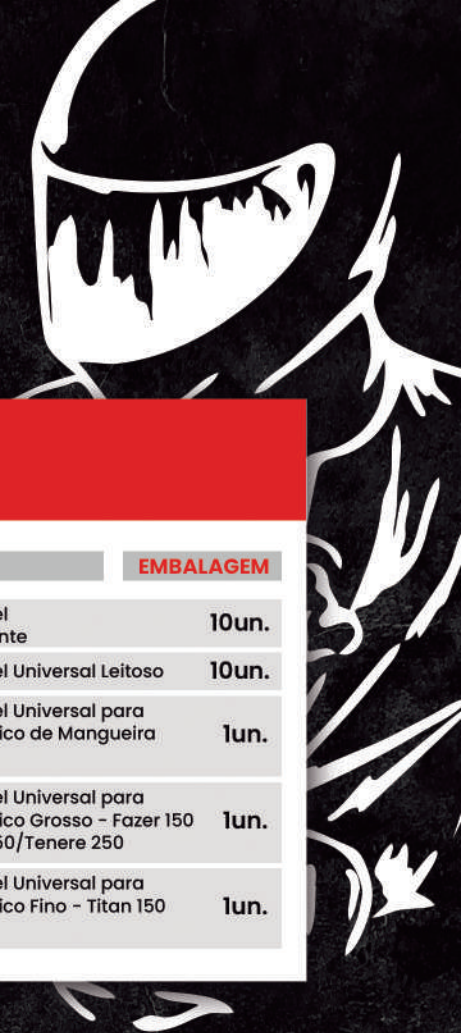 EMBALAGEM
el
nte
10un.
el Universal Leitoso
10un.
el Universal para
ico de Mangueira
1un.
el Universal para
ico Grosso - Fazer 150
50/Tenere 250
1un.
el Universal para
ico Fino - Titan 150
1un.